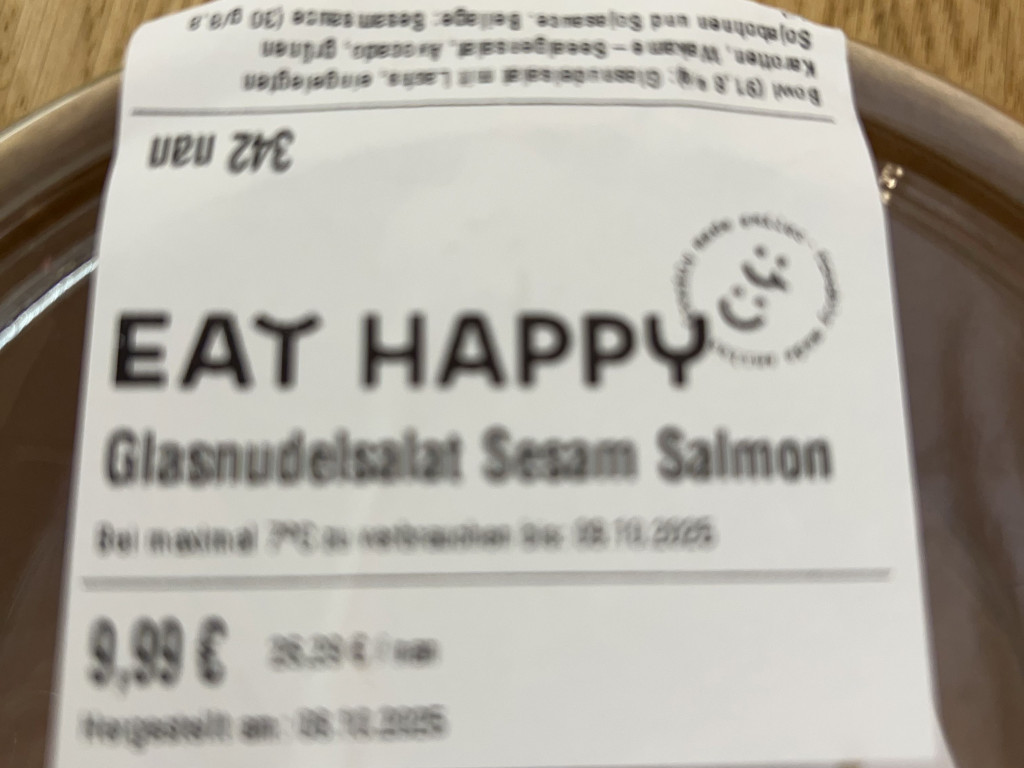 Bowl (91,8 %): Glasnudelsalat mit Lachs, eingelegten
Karotten, Wakame – Seealgensalat, Avocado, grünen
Sojabohnen und Sojasauce. Beilage: Sesamsauce (30 g/8,8
342 nan
EAT HAPPY
Glasnudelsalat Sesam Salmon
Bei maximal 7°C zu verbrauchen bis: 10.2025
9,99 € € / nan
Hergestellt am: 10.2025